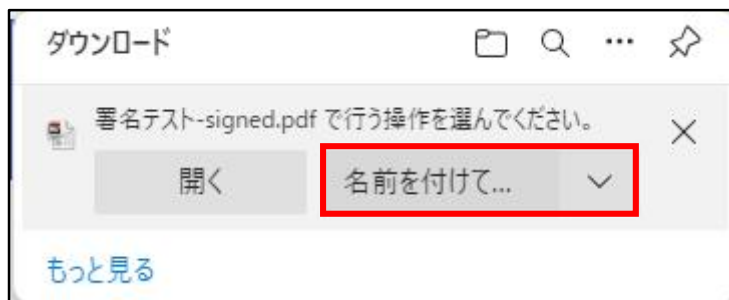 ダウンロード
署名テスト-signed.pdf で行う操作を選んでください。
開く
名前を付けて...
もっと見る